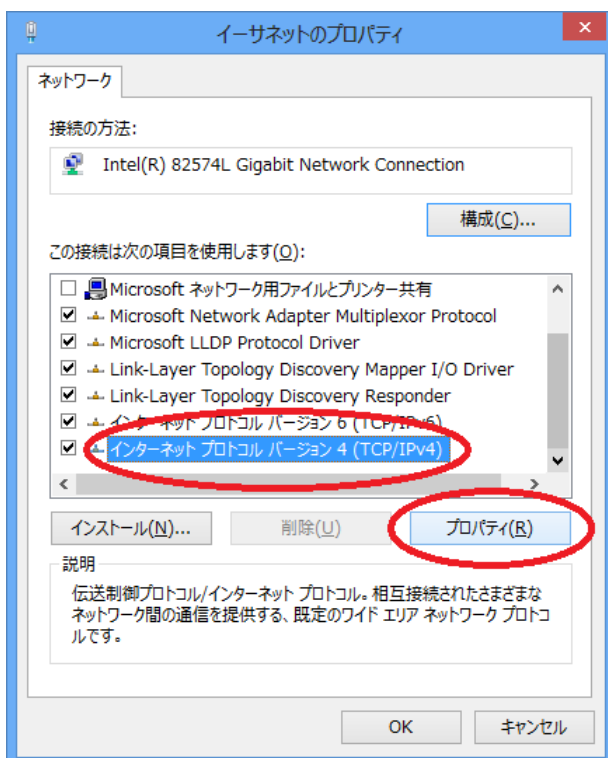 イーサネットのプロパティ
ネットワーク
接続の方法:
Intel(R) 82574L Gigabit Network Connection
構成(C)...
この接続は次の項目を使用します(O):
Microsoft ネットワーク用ファイルとプリンター共有
Microsoft Network Adapter Multiplexor Protocol
Microsoft LLDP Protocol Driver
Link-Layer Topology Discovery Mapper I/O Driver
Link-Layer Topology Discovery Responder
インターネット プロトコル バージョン 6 (TCP/IPv6)
インターネット プロトコル バージョン 4 (TCP/IPv4)
インストール(N)... 削除(U) プロパティ(R)
説明
伝送制御プロトコル/インターネット プロトコル。相互接続されたさまざまな
ネットワーク間の通信を提供する、既定のワイド エリア ネットワーク プロトコ
ルです。
OK キャンセル